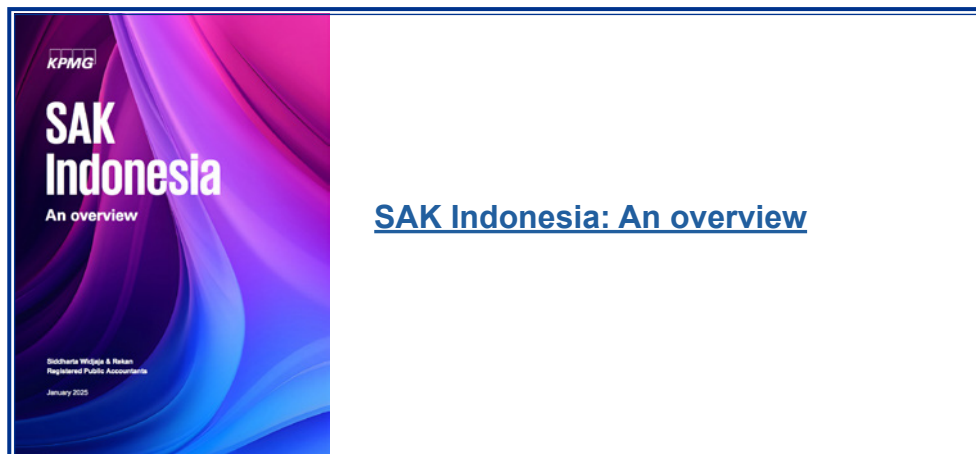 KPMG
SAK
Indonesia
An overview
Siddharta Widjaja & Rekan
Registered Public Accountants
January 2025
SAK Indonesia: An overview